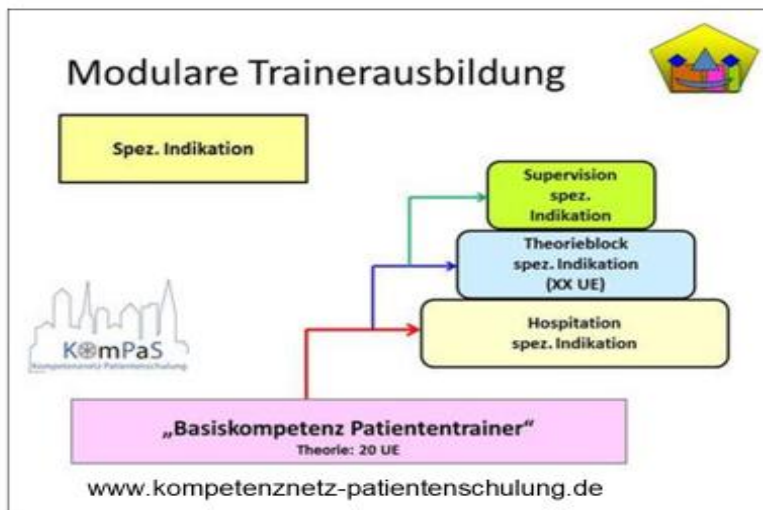 Modulare Trainerausbildung
Spez. Indikation
Supervision
spez.
Indikation
Theorieblock
spez. Indikation
(XX UE)
Hospitation
spez. Indikation
KomPaS
Kompetenznetz Patientenschulung
„Basiskompetenz Patiententrainer“
Theorie: 20 UE
www.kompetenznetz-patientenschulung.de